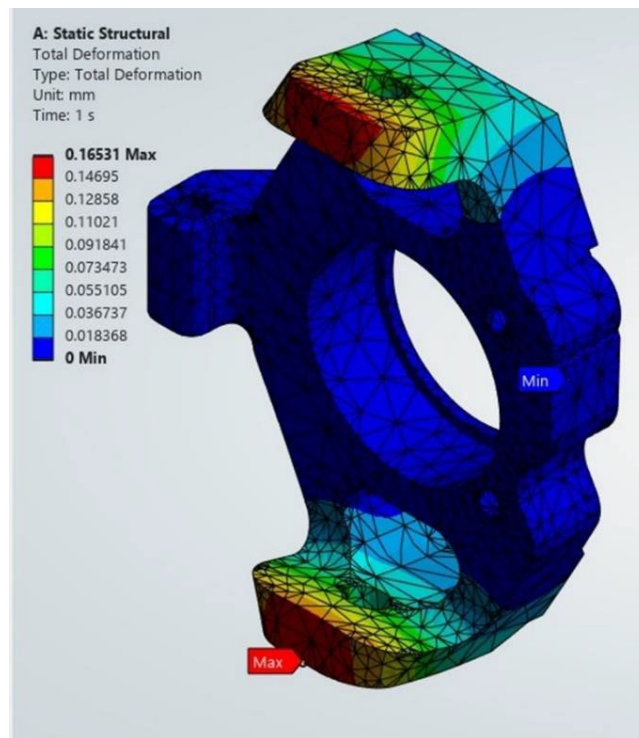 A: Static Structural
Total Deformation
Type: Total Deformation
Unit: mm
Time: 1 s
0.16531 Max
0.14695
0.12858
0.11021
0.091841
0.073473
0.055105
0.036737
0.018368
0 Min
Min
Max